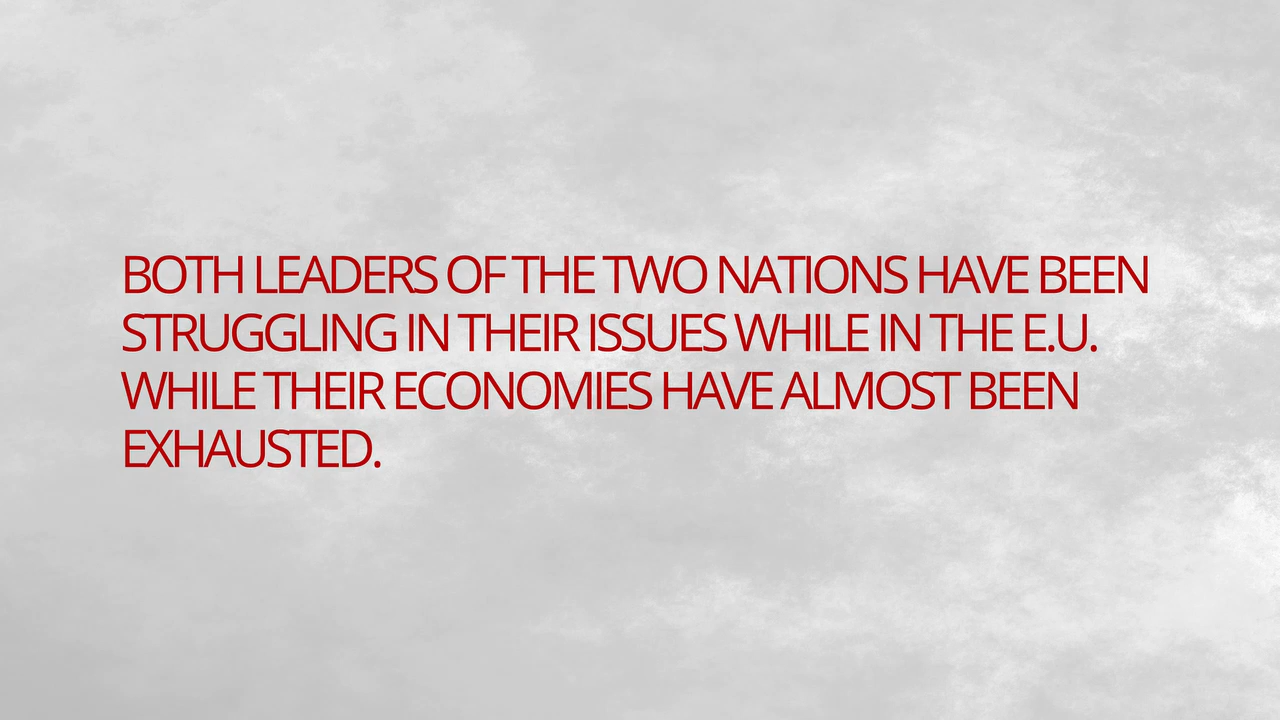 BOTH LEADERS OF THE TWO NATIONS HAVE BEEN
STRUGGLING IN THEIR ISSUES WHILE IN THE E.U.
WHILE THEIR ECONOMIES HAVE ALMOST BEEN
EXHAUSTED.